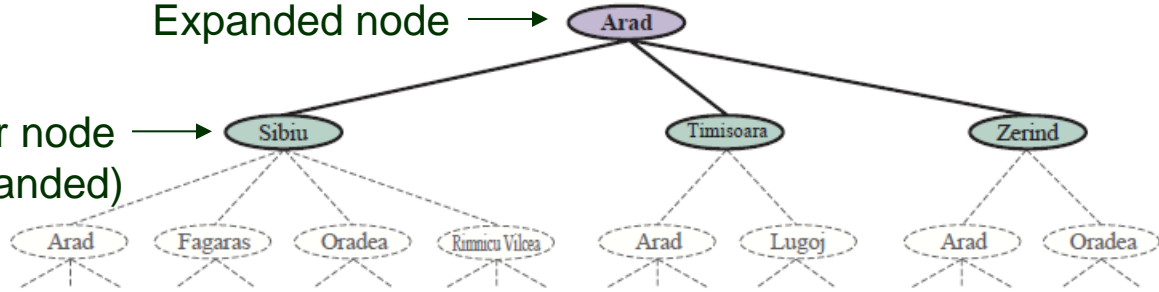 Expanded node
Arad
r node
anded)
Sibiu
Timisoara
Zerind
Arad
Fagaras
Oradea
Rimnicu Vilcea
Arad
Lugoj
Arad
Oradea